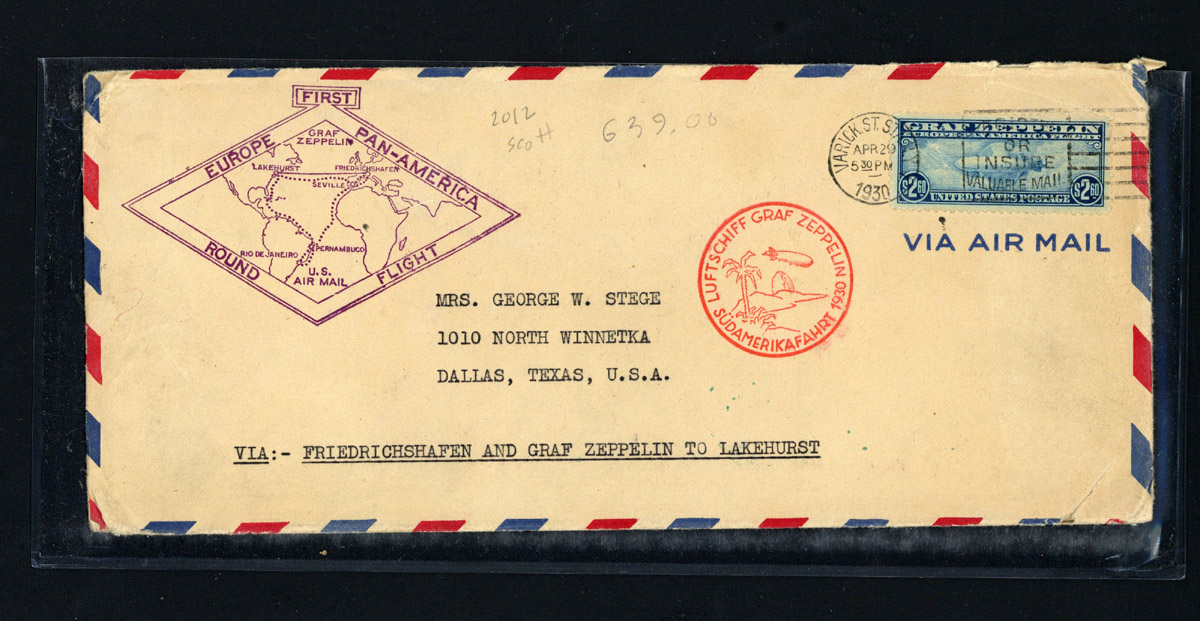 FIRST
EUROPE PAN-AMERICA
GRAF
ZEPPELIN
LAKEHURST FRIEDRICHSHAFEN
SEVILLE
PERNAMBUCO
RIO DE JANEIRO
U.S.
AIR MAIL
ROUND FLIGHT
2012
Scott
639.00
VARICK.ST.
APR 29
5 30 PM
1930
OR
INSURE
VALUABLE MAIL
GRAF ZEPPELIN
EUROPE PAN AMERICA FLIGHT
$2.60 $2.60
UNITED STATES POSTAGE
VIA AIR MAIL
LUFTSCHIFF GRAF ZEPPELIN
SÜDAMERIKAFAHRT 1930
MRS. GEORGE W. STEGE
1010 NORTH WINNETKA
DALLAS, TEXAS, U.S.A.
VIA:- FRIEDRICHSHAFEN AND GRAF ZEPPELIN TO LAKEHURST